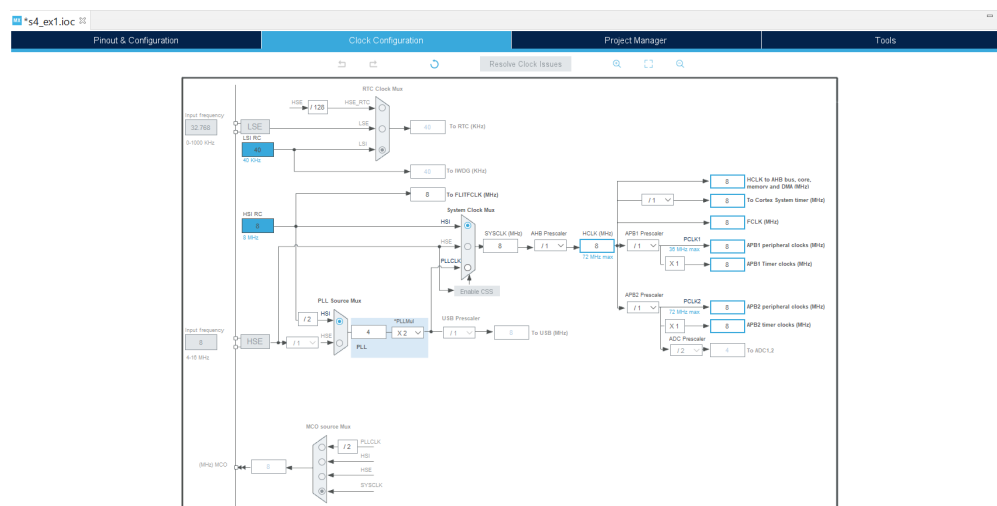 MX *s4_ex1.ioc
Pinout & Configuration
Clock Configuration
Project Manager
Tools
Resolve Clock Issues
RTC Clock Mux
HSE
/ 128
HSE_RTC
Input frequency
32.768
0-1000 KHz
LSE
LSE
40
To RTC (KHz)
LSI RC
40
40 KHz
LSI
40
To IWDG (KHz)
8
To FLITFCLK (MHz)
HSI RC
8
8 MHz
System Clock Mux
HSI
HSE
PLLCLK
Enable CSS
SYSCLK (MHz)
8
AHB Prescaler
/ 1
HCLK (MHz)
8
72 MHz max
8
HCLK to AHB bus, core,
memory and DMA (MHz)
/ 1
8
To Cortex System timer (MHz)
8
FCLK (MHz)
APB1 Prescaler
/ 1
PCLK1
36 MHz max
8
APB1 peripheral clocks (MHz)
X 1
8
APB1 Timer clocks (MHz)
APB2 Prescaler
/ 1
PCLK2
72 MHz max
8
APB2 peripheral clocks (MHz)
X 1
8
APB2 timer clocks (MHz)
ADC Prescaler
/ 2
4
To ADC1,2
PLL Source Mux
/ 2
HSI
HSE
Input frequency
8
4-16 MHz
HSE
/ 1
4
*PLLMul
X 2
PLL
USB Prescaler
/ 1
8
To USB (MHz)
MCO source Mux
/ 2
PLLCLK
HSI
HSE
SYSCLK
(MHz) MCO
8